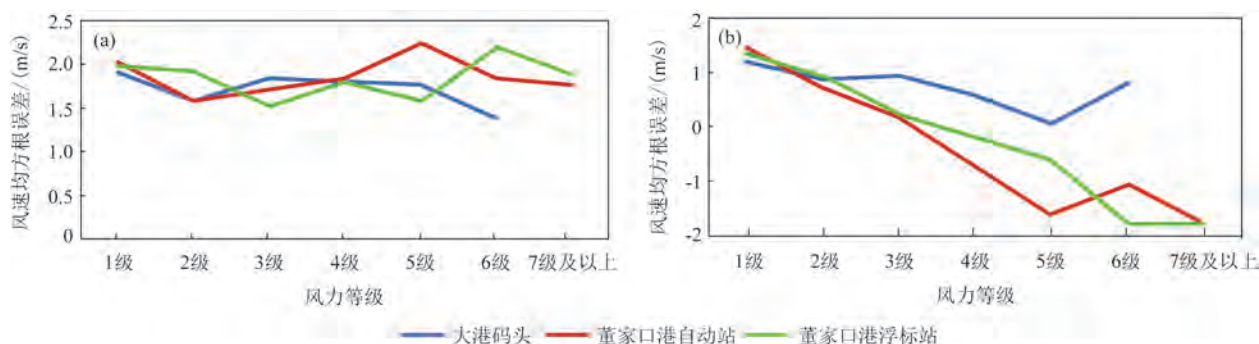 (a)
风速均方根误差/(m/s)
2.5
2.0
1.5
1.0
0.5
0
1级 2级 3级 4级 5级 6级 7级及以上
风力等级
(b)
风速均方根误差/(m/s)
2
1
0
-1
-2
1级 2级 3级 4级 5级 6级 7级及以上
风力等级
大港码头 董家口港自动站 董家口港浮标站